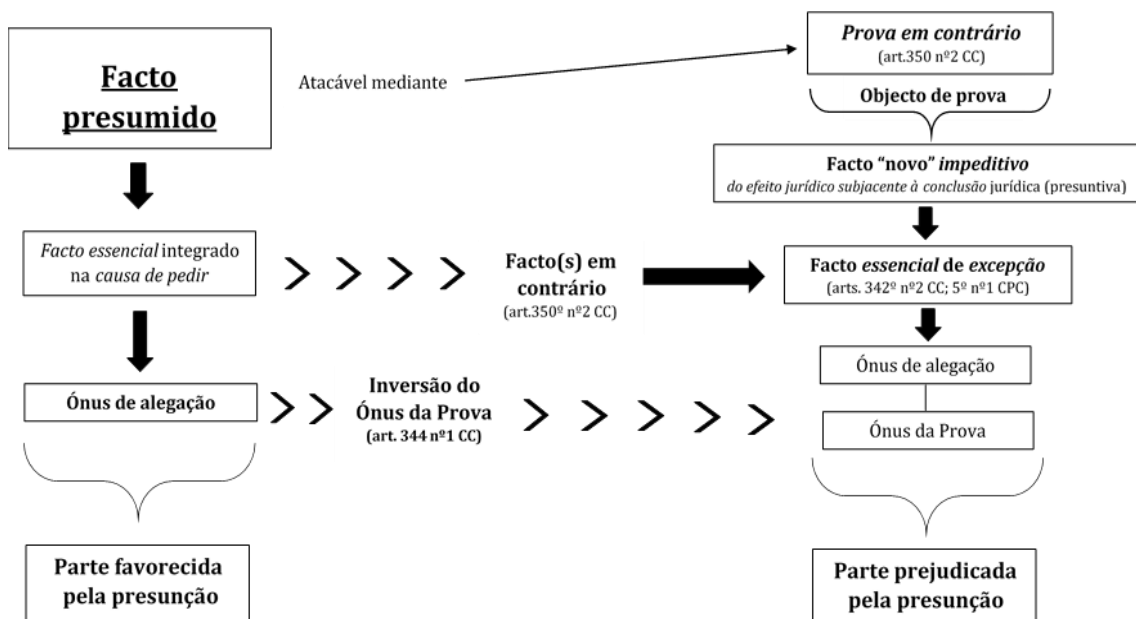 Facto
presumido
Atacável mediante
Prova em contrário
(art.350 nº2 CC)
Objecto de prova
Facto “novo” impeditivo
do efeito jurídico subjacente à conclusão jurídica (presuntiva)
Facto essencial integrado
na causa de pedir
Facto(s) em
contrário
(art.350º nº2 CC)
Facto essencial de excepção
(arts. 342º nº2 CC; 5º nº1 CPC)
Ónus de alegação
Inversão do
Ónus da Prova
(art. 344 nº1 CC)
Ónus de alegação
Ónus da Prova
Parte favorecida
pela presunção
Parte prejudicada
pela presunção